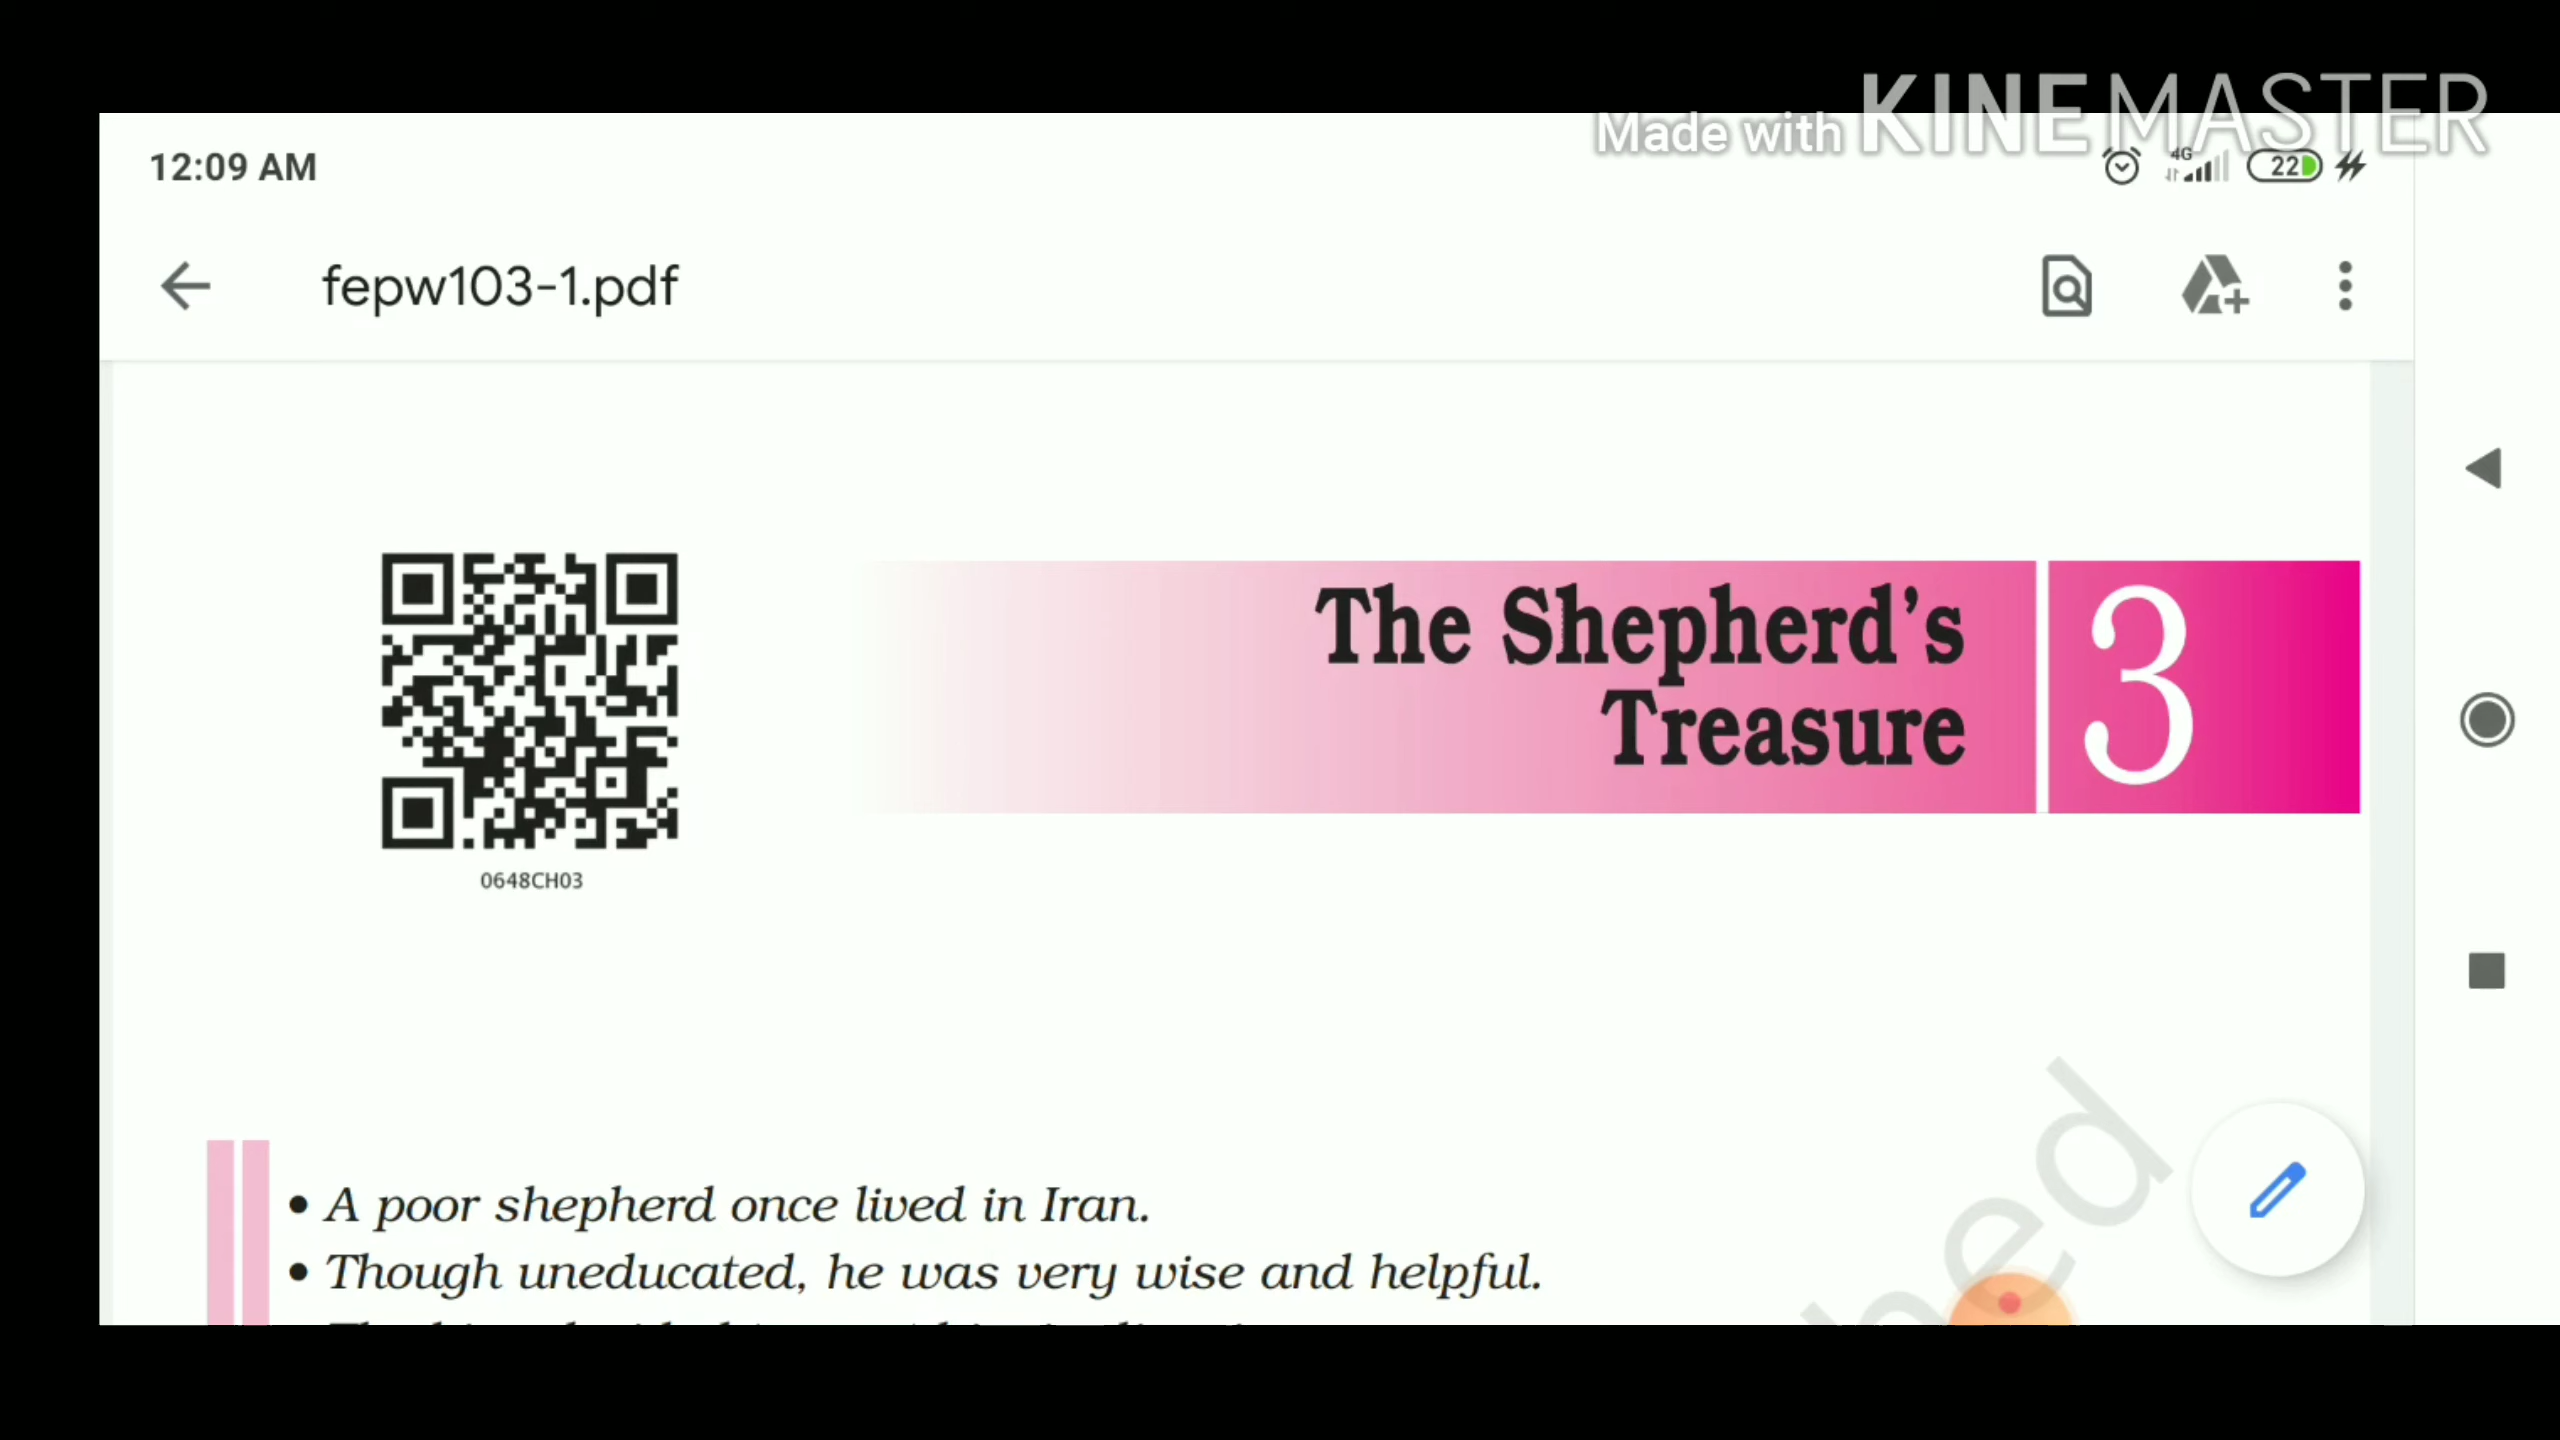 Made with KINEMASTER
12:09 AM
4G
22
fepw103-1.pdf
The Shepherd's
Treasure
3
0648CH03
• A poor shepherd once lived in Iran.
• Though uneducated, he was very wise and helpful.